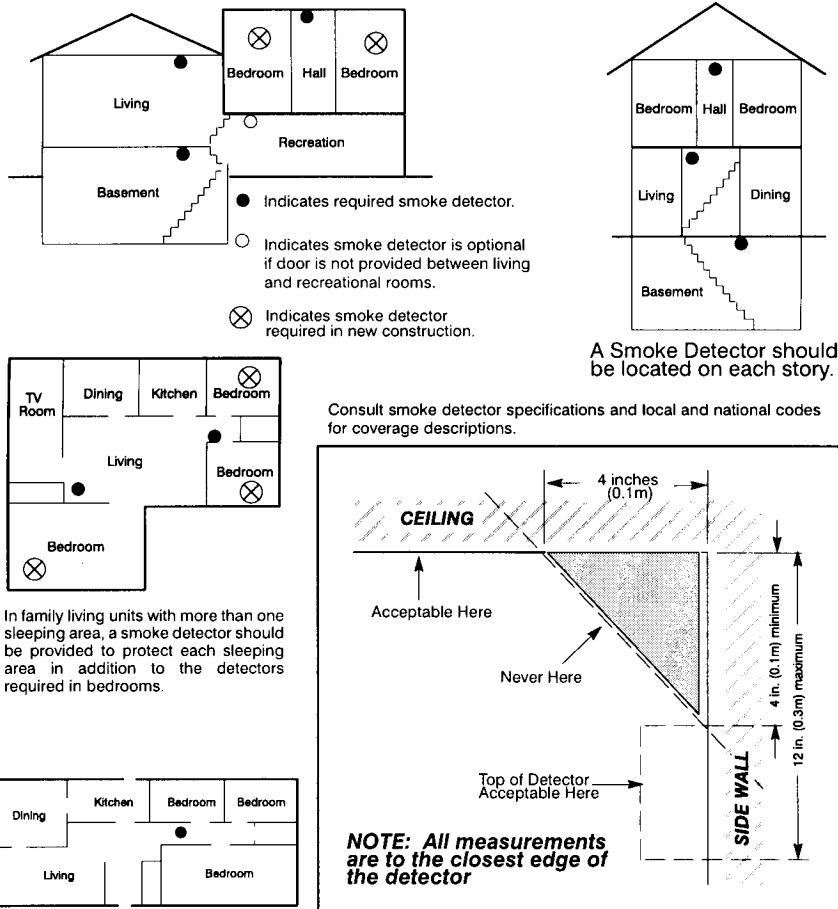 Bedroom
Hall
Bedroom
Living
Recreation
Basement
Indicates required smoke detector.
Indicates smoke detector is optional
if door is not provided between living
and recreational rooms.
Indicates smoke detector
required in new construction.
Bedroom
Hall
Bedroom
Living
Dining
Basement
A Smoke Detector should
be located on each story.
TV
Room
Dining
Kitchen
Bedroom
Living
Bedroom
Bedroom
In family living units with more than one
sleeping area, a smoke detector should
be provided to protect each sleeping
area in addition to the detectors
required in bedrooms.
Dining
Kitchen
Bedroom
Bedroom
Living
Bedroom
Consult smoke detector specifications and local and national codes
for coverage descriptions.
4 inches
(0.1m)
CEILING
Acceptable Here
Never Here
4 in. (0.1m) minimum
12 in. (0.3m) maximum
Top of Detector
Acceptable Here
SIDE WALL
NOTE: All measurements
are to the closest edge of
the detector